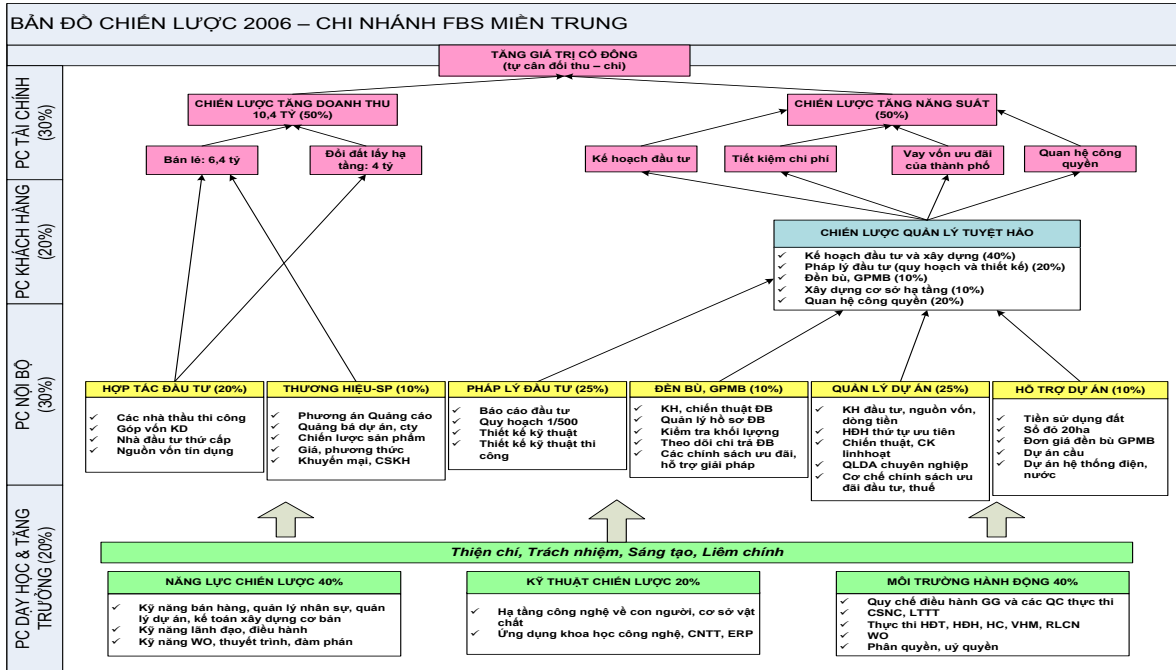 BẢN ĐỒ CHIẾN LƯỢC 2006 – CHI NHÁNH FBS MIỀN TRUNG
TĂNG GIÁ TRỊ CỔ ĐÔNG
(tự cân đối thu – chi)
PC TÀI CHÍNH
(30%)
CHIẾN LƯỢC TĂNG DOANH THU
10,4 TỶ (50%)
CHIẾN LƯỢC TĂNG NĂNG SUẤT
(50%)
Bán lẻ: 6,4 tỷ
Đổi đất lấy hạ
tầng: 4 tỷ
Kế hoạch đầu tư
Tiết kiệm chi phí
Vay vốn ưu đãi
của thành phố
Quan hệ công
quyền
PC KHÁCH HÀNG
(20%)
CHIẾN LƯỢC QUẢN LÝ TUYỆT HẢO
✓ Kế hoạch đầu tư và xây dựng (40%)
✓ Pháp lý đầu tư (quy hoạch và thiết kế) (20%)
✓ Đền bù, GPMB (10%)
✓ Xây dựng cơ sở hạ tầng (10%)
✓ Quan hệ công quyền (20%)
PC NỘI BỘ
(30%)
HỢP TÁC ĐẦU TƯ (20%)
✓ Các nhà thầu thi công
✓ Góp vốn KD
✓ Nhà đầu tư thứ cấp
✓ Nguồn vốn tín dụng
THƯƠNG HIỆU-SP (10%)
✓ Phương án Quảng cáo
✓ Quảng bá dự án, cty
✓ Chiến lược sản phẩm
✓ Giá, phương thức
✓ Khuyến mại, CSKH
PHÁP LÝ ĐẦU TƯ (25%)
✓ Báo cáo đầu tư
✓ Quy hoạch 1/500
✓ Thiết kế kỹ thuật
✓ Thiết kế kỹ thuật thi
công
ĐỀN BÙ, GPMB (10%)
✓ KH, chiến thuật ĐB
✓ Quản lý hồ sơ ĐB
✓ Kiểm tra khối lượng
✓ Theo dõi chi trả ĐB
✓ Các chính sách ưu đãi,
hỗ trợ giải pháp
QUẢN LÝ DỰ ÁN (25%)
✓ KH đầu tư, nguồn vốn,
dòng tiền
✓ HĐH thứ tự ưu tiên
✓ Chiến thuật, CK
linhhoạt
✓ QLDA chuyên nghiệp
✓ Cơ chế chính sách ưu
đãi đầu tư, thuế
HỖ TRỢ DỰ ÁN (10%)
✓ Tiền sử dụng đất
✓ Sổ đỏ 20ha
✓ Đơn giá đền bù GPMB
✓ Dự án cầu
✓ Dự án hệ thống điện,
nước
PC DẠY HỌC & TĂNG
TRƯỞNG (20%)
Thiện chí, Trách nhiệm, Sáng tạo, Liêm chính
NĂNG LỰC CHIẾN LƯỢC 40%
✓ Kỹ năng bán hàng, quản lý nhân sự, quản
lý dự án, kế toán xây dựng cơ bản
✓ Kỹ năng lãnh đạo, điều hành
✓ Kỹ năng WO, thuyết trình, đàm phán
KỸ THUẬT CHIẾN LƯỢC 20%
✓ Hạ tầng công nghệ về con người, cơ sở vật
chất
✓ Ứng dụng khoa học công nghệ, CNTT, ERP
MÔI TRƯỜNG HÀNH ĐỘNG 40%
✓ Quy chế điều hành GG và các QC thực thi
✓ CSNC, LTTT
✓ Thực thi HĐT, HĐH, HC, VHM, RLCN
✓ WO
✓ Phân quyền, uỷ quyền